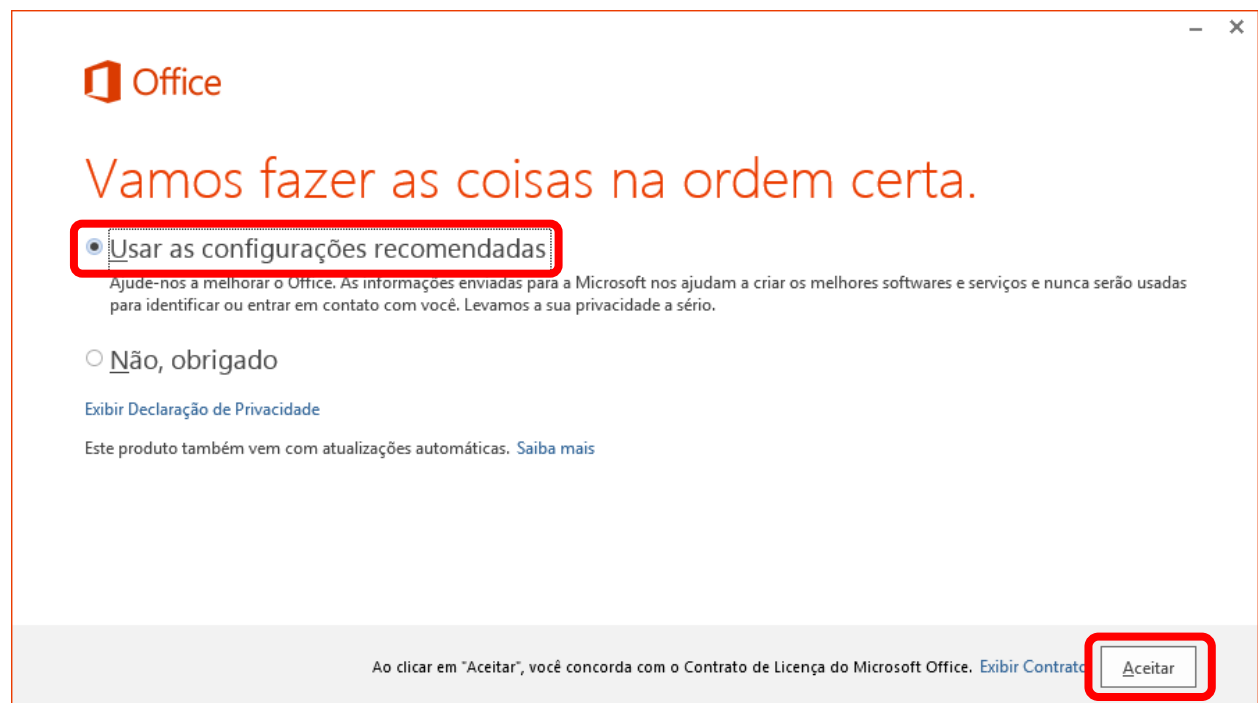 Office
Vamos fazer as coisas na ordem certa.
Usar as configurações recomendadas
Ajude-nos a melhorar o Office. As informações enviadas para a Microsoft nos ajudam a criar os melhores softwares e serviços e nunca serão usadas
para identificar ou entrar em contato com você. Levamos a sua privacidade a sério.
Não, obrigado
Exibir Declaração de Privacidade
Este produto também vem com atualizações automáticas. Saiba mais
Ao clicar em "Aceitar", você concorda com o Contrato de Licença do Microsoft Office. Exibir Contrato Aceitar